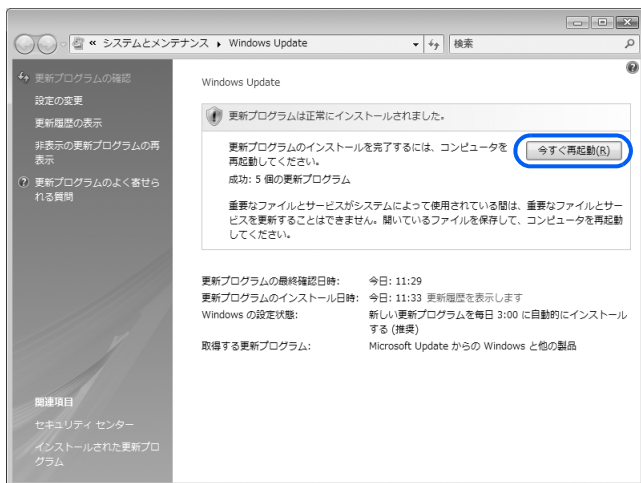 « システムとメンテナンス ▸ Windows Update
検索
更新プログラムの確認
設定の変更
更新履歴の表示
非表示の更新プログラムの再
表示
更新プログラムのよく寄せら
れる質問
関連項目
セキュリティ センター
インストールされた更新プロ
グラム
Windows Update
更新プログラムは正常にインストールされました。
更新プログラムのインストールを完了するには、コンピュータを
再起動してください。
今すぐ再起動(R)
成功: 5 個の更新プログラム
重要なファイルとサービスがシステムによって使用されている間は、重要なファイルとサー
ビスを更新することはできません。開いているファイルを保存して、コンピュータを再起動
してください。
更新プログラムの最終確認日時: 今日: 11:29
更新プログラムのインストール日時: 今日: 11:33 更新履歴を表示します
Windows の設定状態: 新しい更新プログラムを毎日 3:00 に自動的にインストール
する (推奨)
取得する更新プログラム: Microsoft Update からの Windows と他の製品